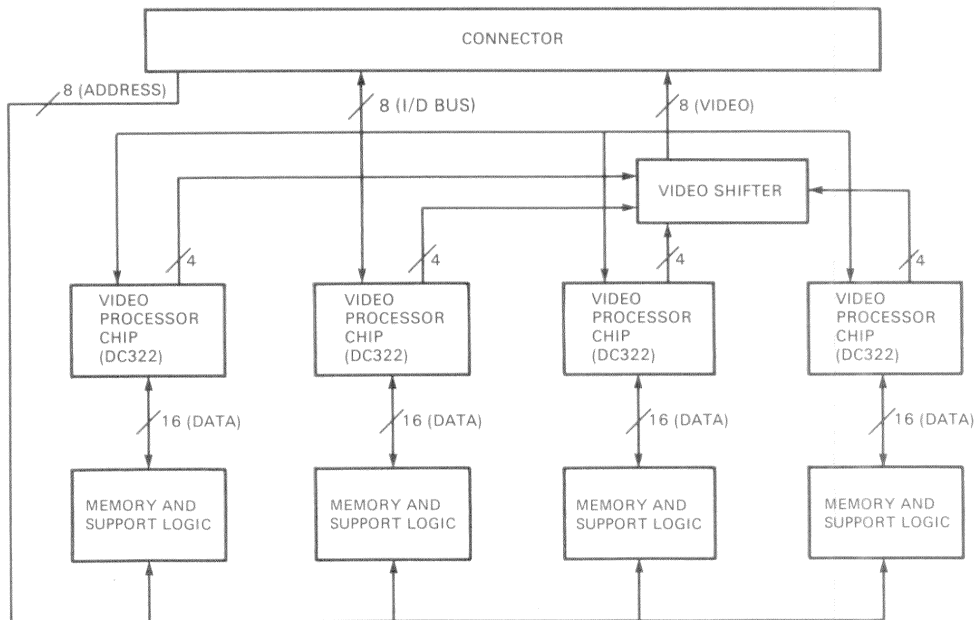 CONNECTOR
8 (ADDRESS)
8 (I/D BUS)
8 (VIDEO)
VIDEO SHIFTER
4
4
4
4
VIDEO
PROCESSOR
CHIP
(DC322)
VIDEO
PROCESSOR
CHIP
(DC322)
VIDEO
PROCESSOR
CHIP
(DC322)
VIDEO
PROCESSOR
CHIP
(DC322)
16 (DATA)
16 (DATA)
16 (DATA)
16 (DATA)
MEMORY AND
SUPPORT LOGIC
MEMORY AND
SUPPORT LOGIC
MEMORY AND
SUPPORT LOGIC
MEMORY AND
SUPPORT LOGIC